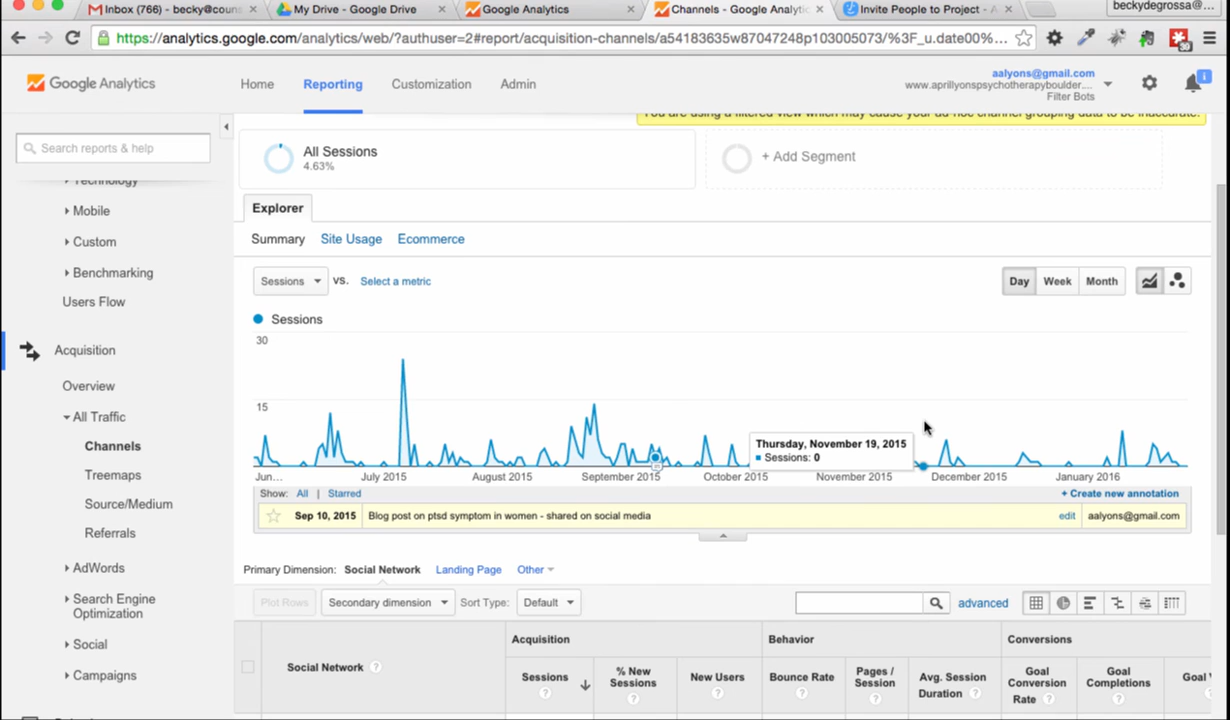 Inbox (766) - becky@couns
My Drive - Google Drive
Google Analytics
Channels - Google Analytic
Invite People to Project - A
beckydegrossa@...
https://analytics.google.com/analytics/web/?authuser=2#report/acquisition-channels/a54183635w87047248p103005073/%3F_u.date00%...
Google Analytics
Home
Reporting
Customization
Admin
aalyons@gmail.com
www.aprillyonspsychotherapyboulder....
Filter Bots
You are using a filtered view which may cause your ad-hoc channel grouping data to be inaccurate.
Search reports & help
All Sessions
4.63%
+ Add Segment
Technology
Mobile
Custom
Benchmarking
Users Flow
Acquisition
Overview
All Traffic
Channels
Treemaps
Source/Medium
Referrals
AdWords
Search Engine
Optimization
Social
Campaigns
Explorer
Summary
Site Usage
Ecommerce
Sessions
VS.
Select a metric
Day
Week
Month
Sessions
30
15
Thursday, November 19, 2015
Sessions: 0
Jun...
July 2015
August 2015
September 2015
October 2015
November 2015
December 2015
January 2016
Show: All | Starred
+ Create new annotation
Sep 10, 2015
Blog post on ptsd symptom in women - shared on social media
edit
aalyons@gmail.com
Primary Dimension: Social Network Landing Page Other
Plot Rows
Secondary dimension
Sort Type:
Default
advanced
Acquisition
Behavior
Conversions
Social Network ?
Sessions ?
% New
Sessions
?
New Users
?
Bounce Rate
?
Pages /
Session
?
Avg. Session
Duration ?
Goal
Conversion
Rate ?
Goal
Completions
?
Goal